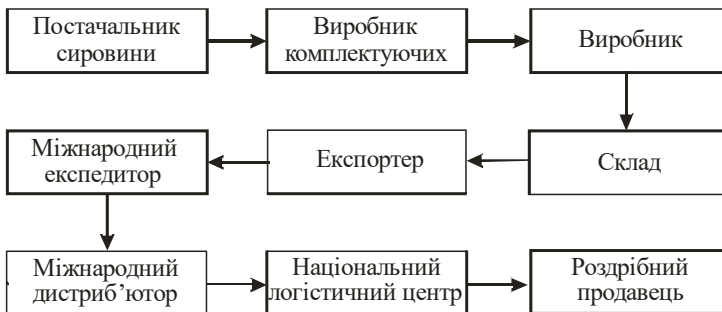 Постачальник
сировини
Виробник
комплектуючих
Виробник
Міжнародний
експедитор
Експортер
Склад
Міжнародний
дистриб’ютор
Національний
логістичний центр
Роздрібний
продавець